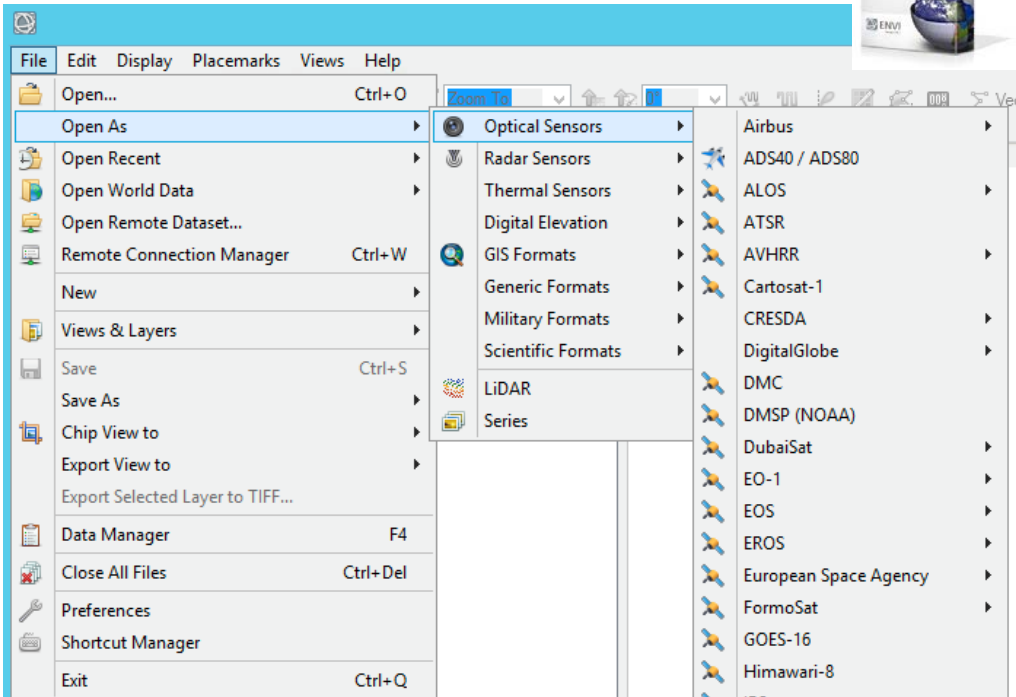 ENVI
File Edit Display Placemarks Views Help
Open... Ctrl+O
Open As
Open Recent
Open World Data
Open Remote Dataset...
Remote Connection Manager Ctrl+W
New
Views & Layers
Save Ctrl+S
Save As
Chip View to
Export View to
Export Selected Layer to TIFF...
Data Manager F4
Close All Files Ctrl+Del
Preferences
Shortcut Manager
Exit Ctrl+Q
Zoom To 0°
Optical Sensors
Radar Sensors
Thermal Sensors
Digital Elevation
GIS Formats
Generic Formats
Military Formats
Scientific Formats
LiDAR
Series
Airbus
ADS40 / ADS80
ALOS
ATSR
AVHRR
Cartosat-1
CRESDA
DigitalGlobe
DMC
DMSP (NOAA)
DubaiSat
EO-1
EOS
EROS
European Space Agency
FormoSat
GOES-16
Himawari-8